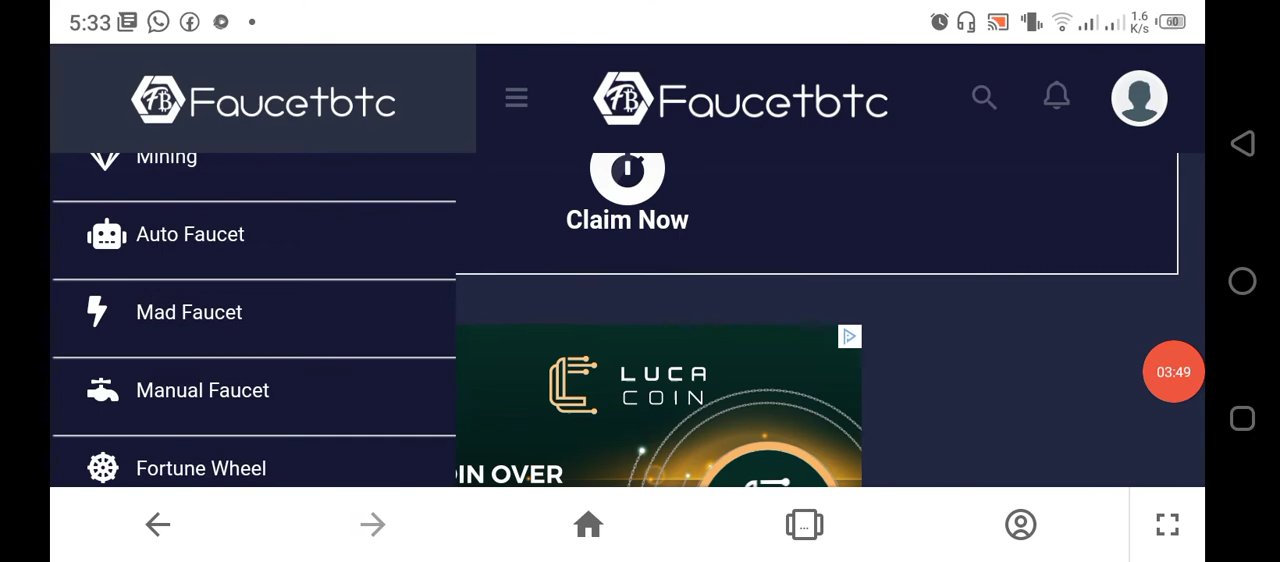 5:33
1.6
K/s
60
Faucetbtc
Faucetbtc
Mining
Claim Now
Auto Faucet
Mad Faucet
LUCA
COIN
03:49
Manual Faucet
Fortune Wheel
OIN OVER